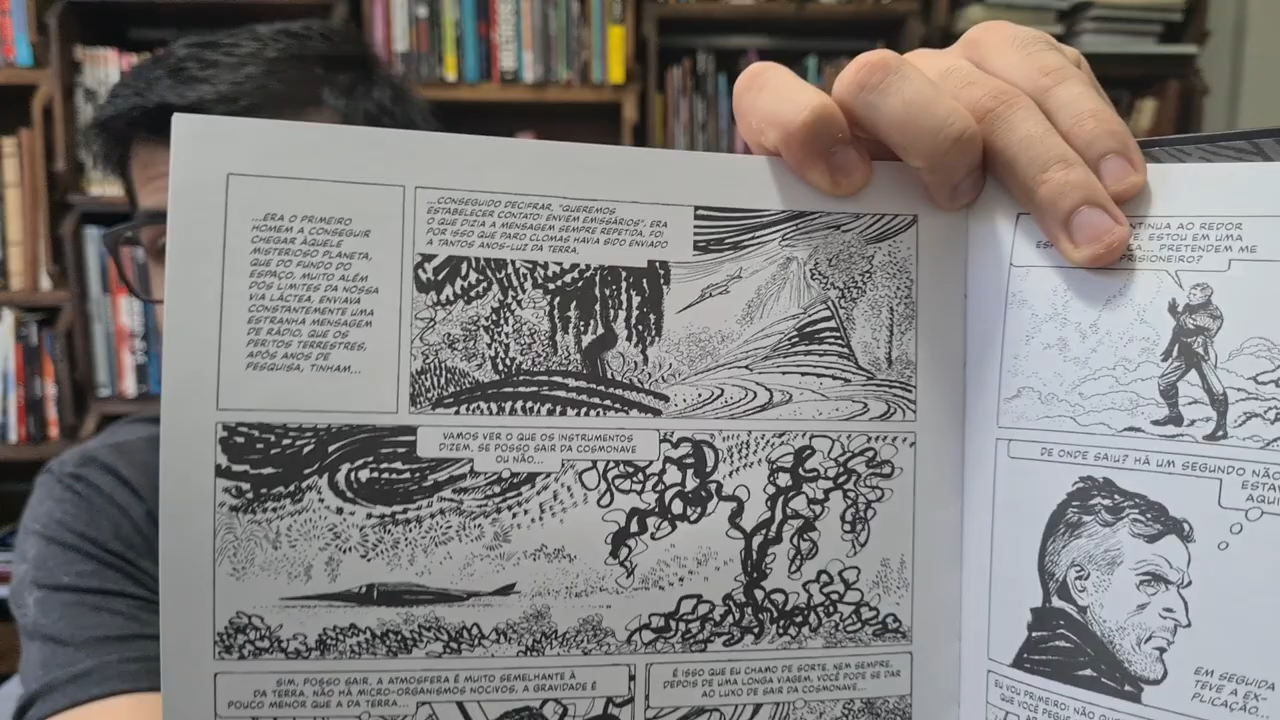 ...ERA O PRIMEIRO
HOMEM A CONSEGUIR
CHEGAR ÀQUELE
MISTERIOSO PLANETA,
QUE DO FUNDO DO
ESPAÇO, MUITO ALÉM
DOS LIMITES DA NOSSA
VIA LÁCTEA, ENVIAVA
CONSTANTEMENTE UMA
ESTRANHA MENSAGEM
DE RÁDIO, QUE OS
PERITOS TERRESTRES,
APÓS ANOS DE
PESQUISA, TINHAM...
...CONSEGUIDO DECIFRAR. "QUEREMOS
ESTABELECER CONTATO: ENVIEM EMISSÁRIOS", ERA
O QUE DIZIA A MENSAGEM SEMPRE REPETIDA. FOI
POR ISSO QUE PARO CLOMAS HAVIA SIDO ENVIADO
A TANTOS ANOS-LUZ DA TERRA.
VAMOS VER O QUE OS INSTRUMENTOS
DIZEM, SE POSSO SAIR DA COSMONAVE
OU NÃO...
SIM, POSSO SAIR, A ATMOSFERA É MUITO SEMELHANTE À
DA TERRA, NÃO HÁ MICRO-ORGANISMOS NOCIVOS, A GRAVIDADE É
POUCO MENOR QUE A DA TERRA...
É ISSO QUE EU CHAMO DE SORTE. NEM SEMPRE,
DEPOIS DE UMA LONGA VIAGEM, VOCÊ PODE SE DAR
AO LUXO DE SAIR DA COSMONAVE...
AO REDOR
ESTOU EM UMA
PRETENDEM ME
PRISIONEIRO?
DE ONDE SAIU? HÁ UM SEGUNDO NÃO
EM SEGUIDA
TEVE A EX-
PLICAÇÃO...
EU VOU PRIMEIRO: NÃO
QUE VOCÊ